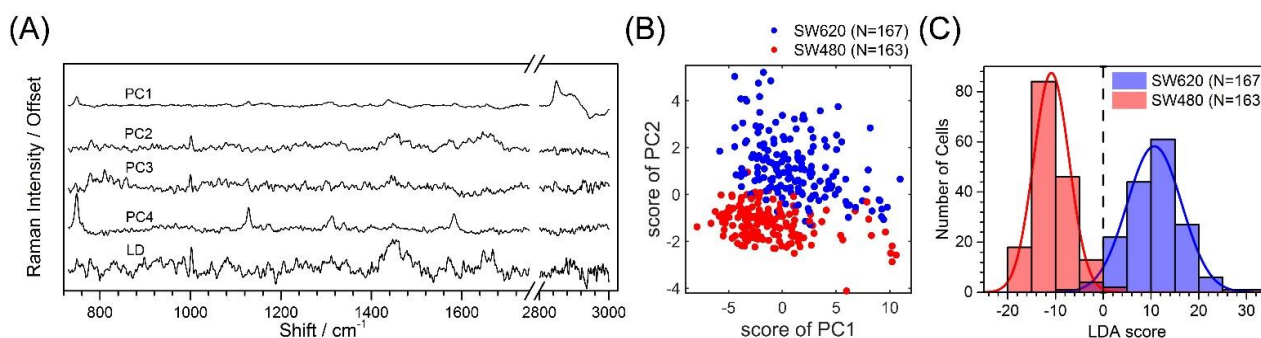 (A)
Raman Intensity / Offset
PC1
PC2
PC3
PC4
LD
800 1000 1200 1400 1600 2800 3000
Shift / cm⁻¹
(B)
SW620 (N=167)
SW480 (N=163)
score of PC2
4
2
0
-2
-4
-5 0 5 10
score of PC1
(C)
SW620 (N=167
SW480 (N=163
Number of Cells
80
60
40
20
0
-20 -10 0 10 20 30
LDA score